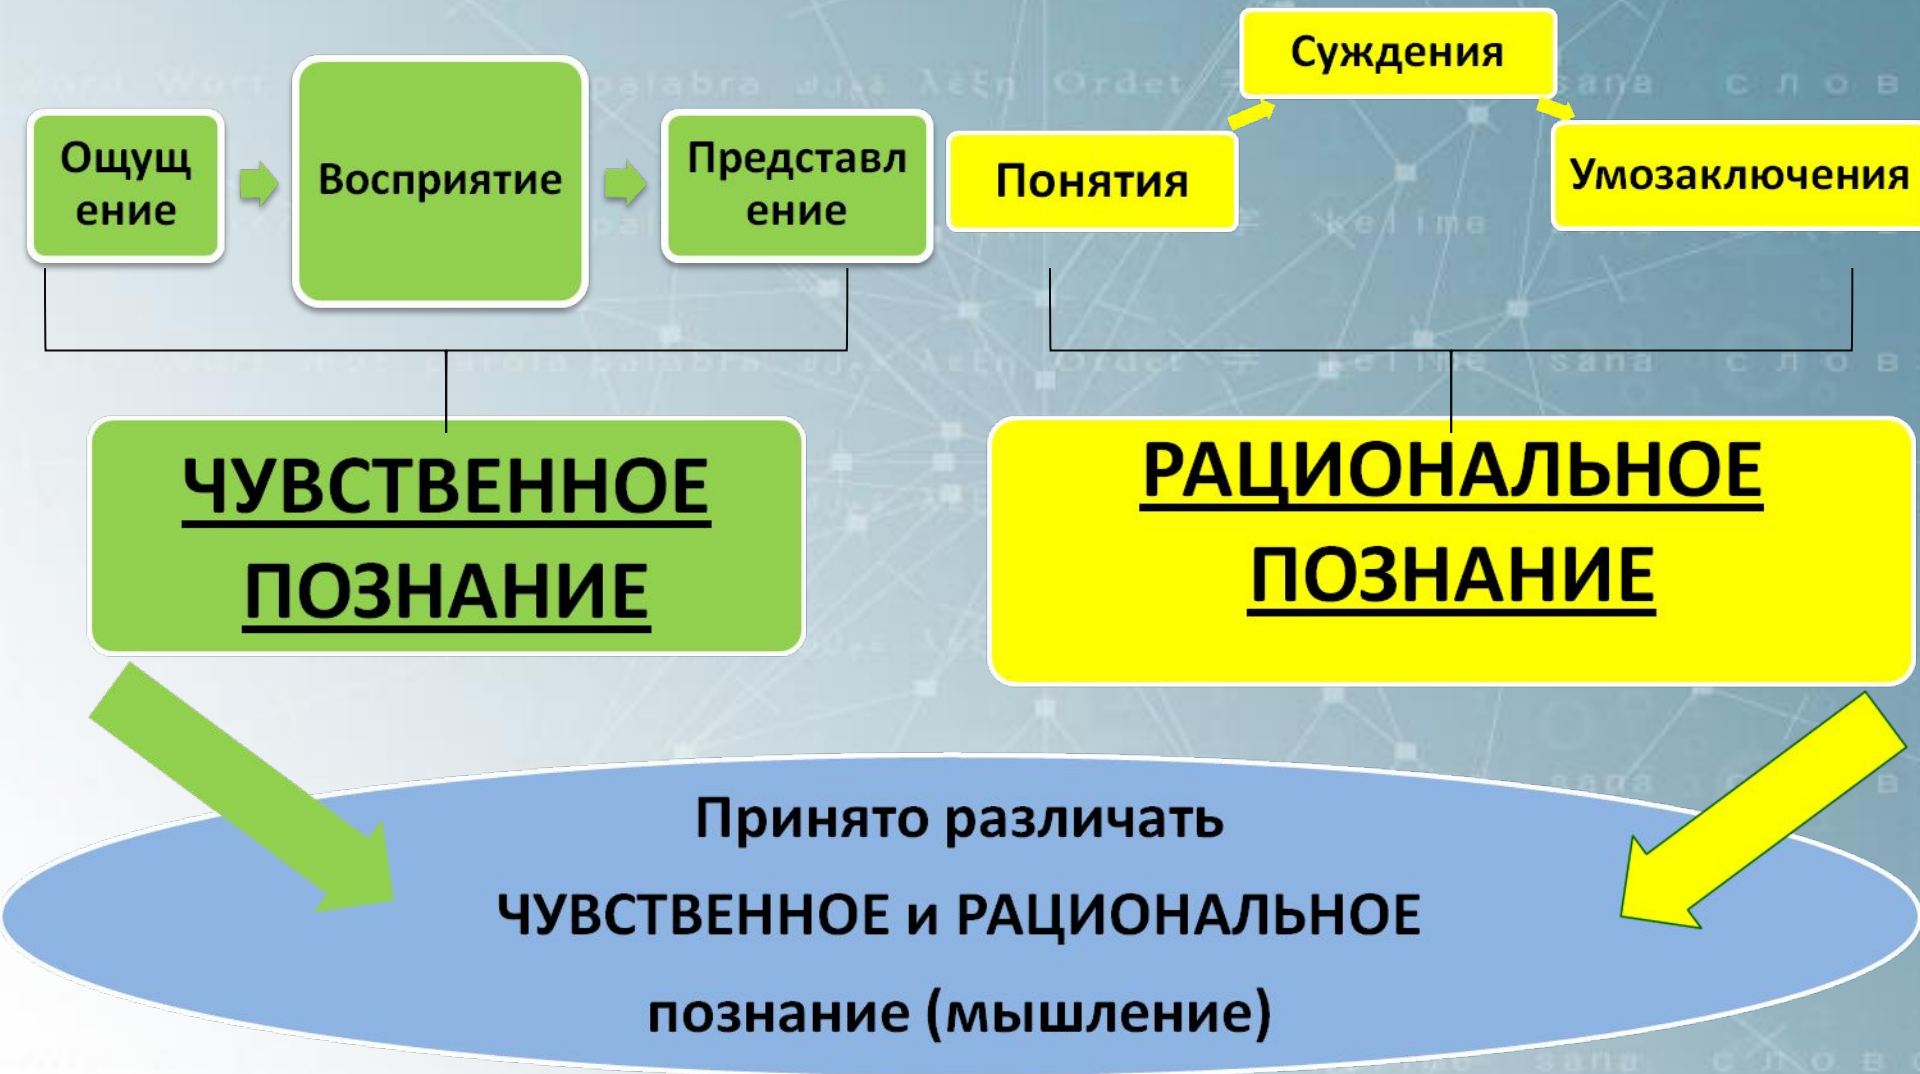 Ощущ
ение
Восприятие
Представл
ение
Понятия
Суждения
Умозаключения
ЧУВСТВЕННОЕ
ПОЗНАНИЕ
РАЦИОНАЛЬНОЕ
ПОЗНАНИЕ
Принято различать
ЧУВСТВЕННОЕ и РАЦИОНАЛЬНОЕ
познание (мышление)